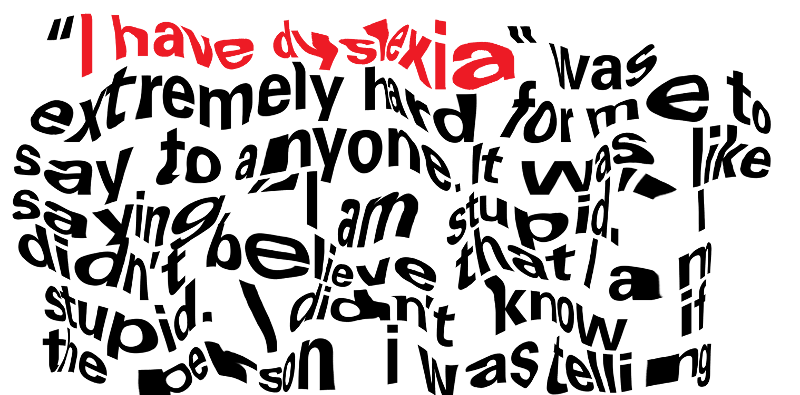 "I have dyslexia" was
extremely hard for me to
say to anyone. It was like
saying "I am stupid." I
didn't believe that I am
stupid. I didn't know if
the person i was telling